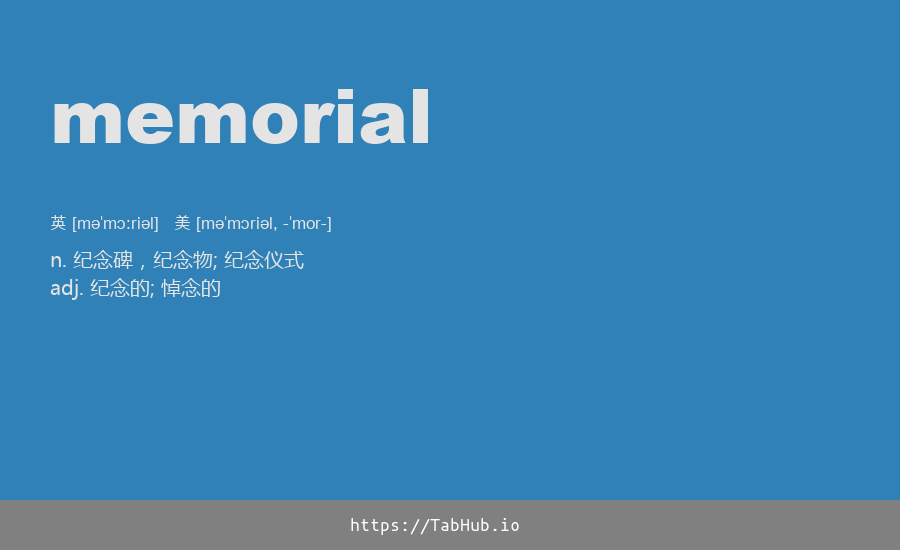 memorial
英 [məˈmɔːriəl] 美 [məˈmɔriəl, -ˈmor-]
n. 纪念碑，纪念物; 纪念仪式
adj. 纪念的; 悼念的
https://TabHub.io